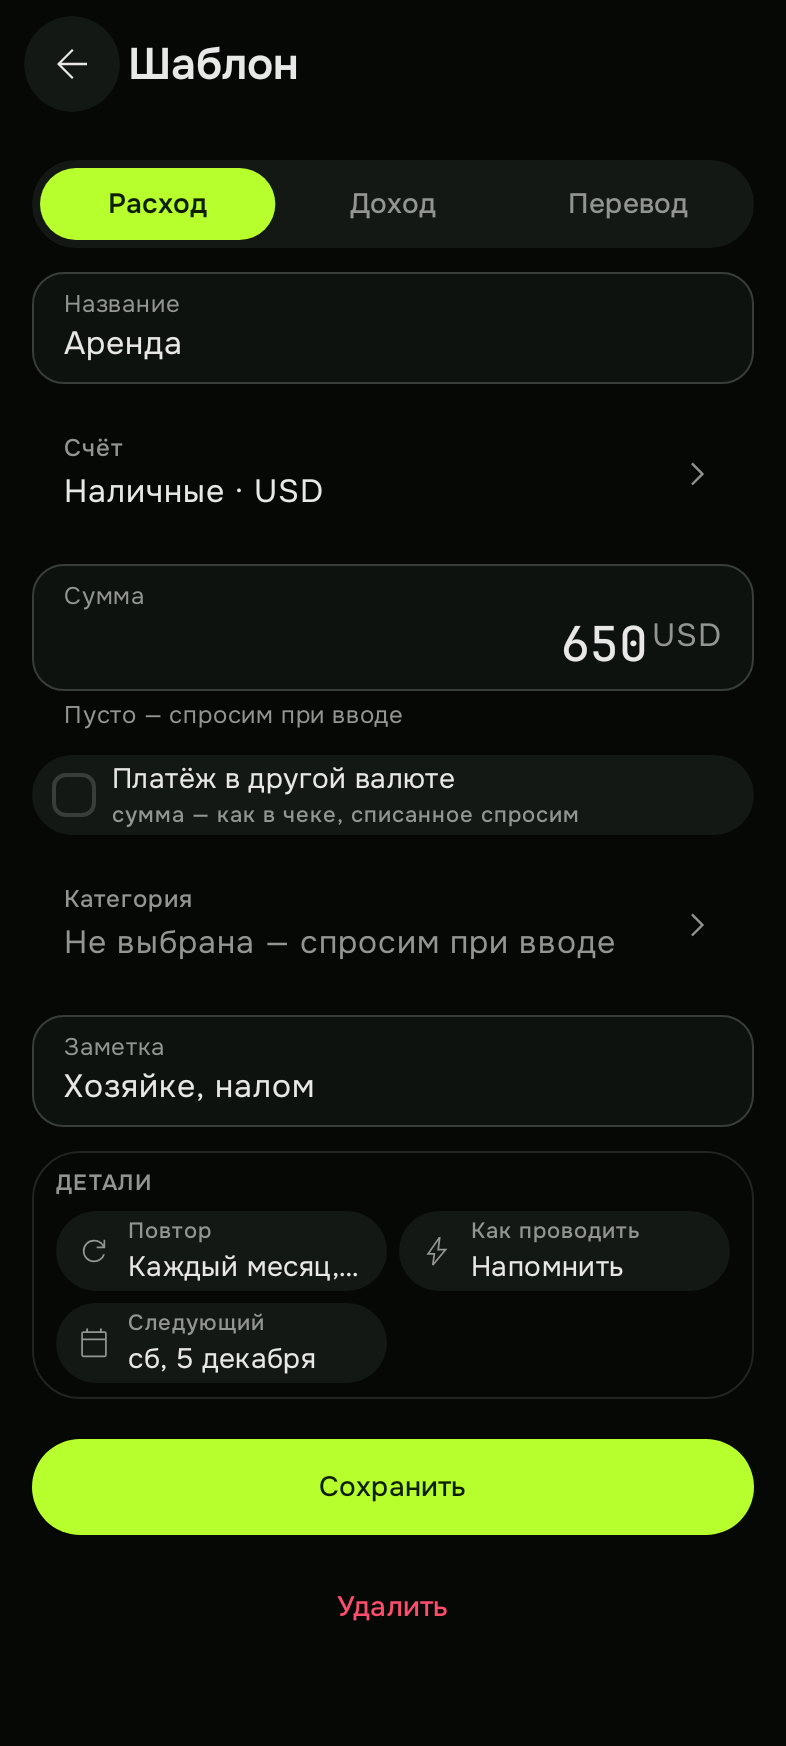 Шаблон
Расход
Доход
Перевод
Название
Аренда
Счёт
Наличные · USD
Сумма
650 USD
Пусто — спросим при вводе
Платёж в другой валюте
сумма — как в чеке, списанное спросим
Категория
Не выбрана — спросим при вводе
Заметка
Хозяйке, налом
ДЕТАЛИ
Повтор
Каждый месяц,...
Как проводить
Напомнить
Следующий
сб, 5 декабря
Сохранить
Удалить